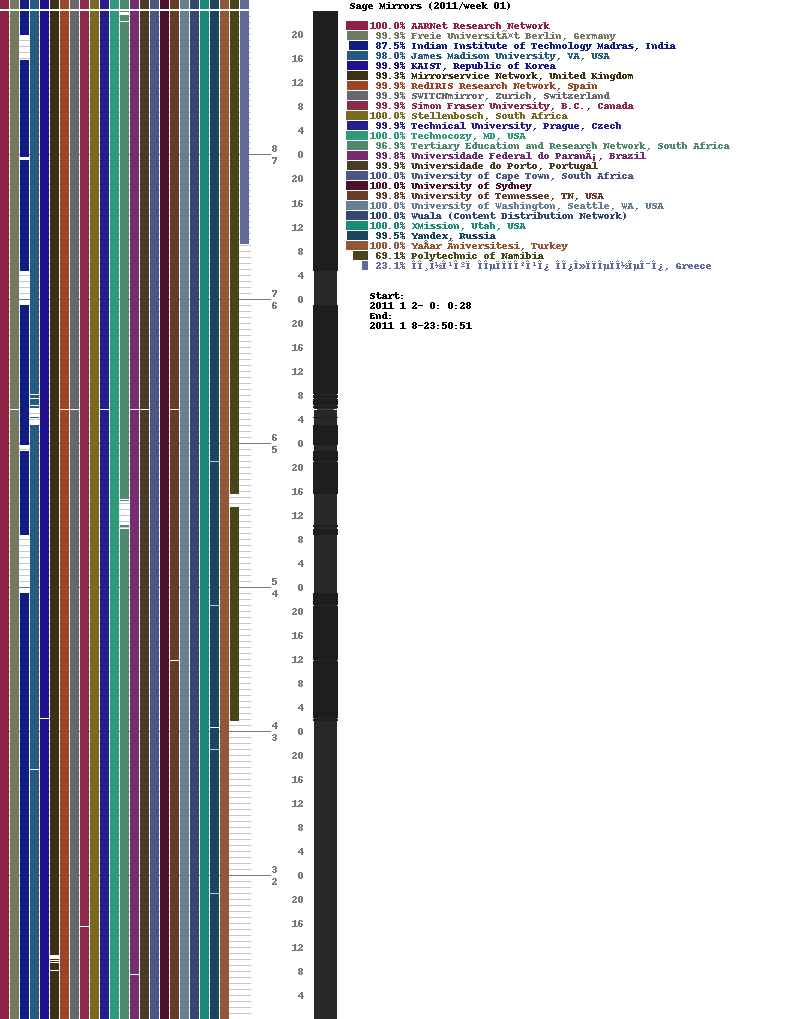 Sage Mirrors (2011/week 01)
100.0% AARNet Research Network
99.9% Freie UniversitÃ¤t Berlin, Germany
87.5% Indian Institute of Technology Madras, India
98.0% James Madison University, VA, USA
99.9% KAIST, Republic of Korea
99.3% Mirrorservice Network, United Kingdom
99.9% RedIRIS Research Network, Spain
99.9% SWITCHmirror, Zurich, Switzerland
99.9% Simon Fraser University, B.C., Canada
100.0% Stellenbosch, South Africa
99.9% Technical University, Prague, Czech
100.0% Technocozy, MD, USA
96.9% Tertiary Education and Research Network, South Africa
99.8% Universidade Federal do ParanÃ¡, Brazil
99.9% Universidade do Porto, Portugal
100.0% University of Cape Town, South Africa
100.0% University of Sydney
99.8% University of Tennessee, TN, USA
100.0% University of Washington, Seattle, WA, USA
100.0% Wuala (Content Distribution Network)
100.0% XMission, Utah, USA
99.5% Yandex, Russia
100.0% Turkey
69.1% Polytechnic of Namibia
23.1% Greece
Start:
2011 1 2- 0: 0:28
End:
2011 1 8-23:50:51
20
16
12
8
4
8
0
7
20
16
12
8
4
7
0
6
20
16
12
8
4
6
0
5
20
16
12
8
4
5
0
4
20
16
12
8
4
4
0
3
20
16
12
8
4
3
0
2
20
16
12
8
4